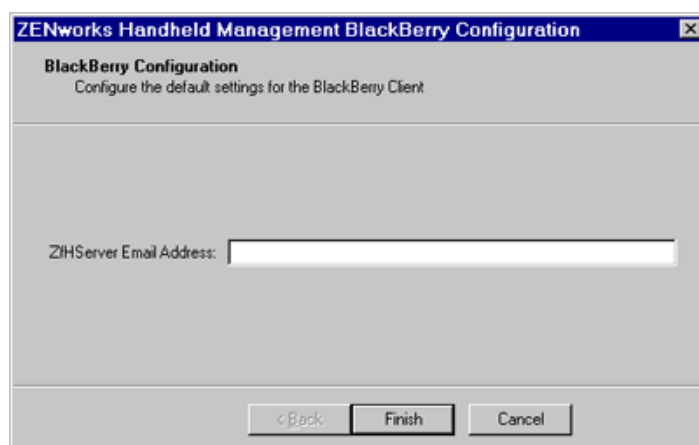 ZENworks Handheld Management BlackBerry Configuration
BlackBerry Configuration
Configure the default settings for the BlackBerry Client
ZfHServer Email Address:
< Back
Finish
Cancel